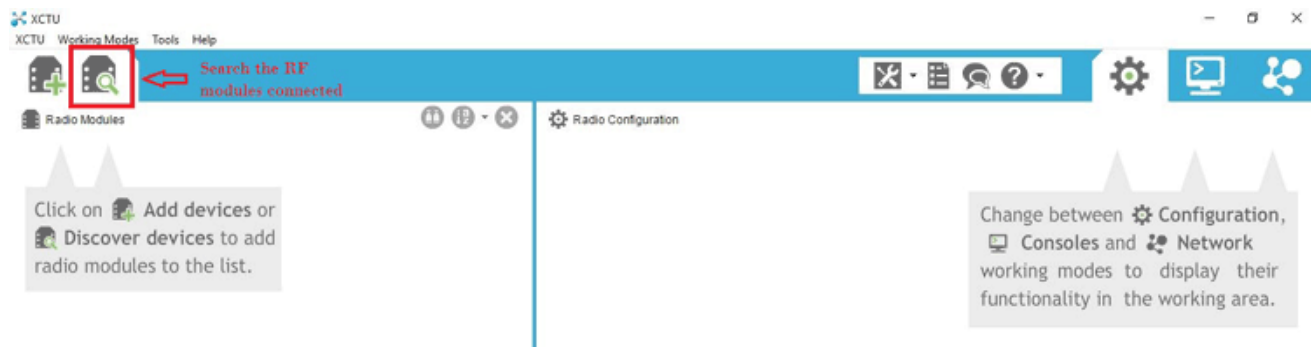 XCTU
XCTU Working Modes Tools Help
Search the RF
modules connected
Radio Modules
Radio Configuration
Click on Add devices or
Discover devices to add
radio modules to the list.
Change between Configuration,
Consoles and Network
working modes to display their
functionality in the working area.